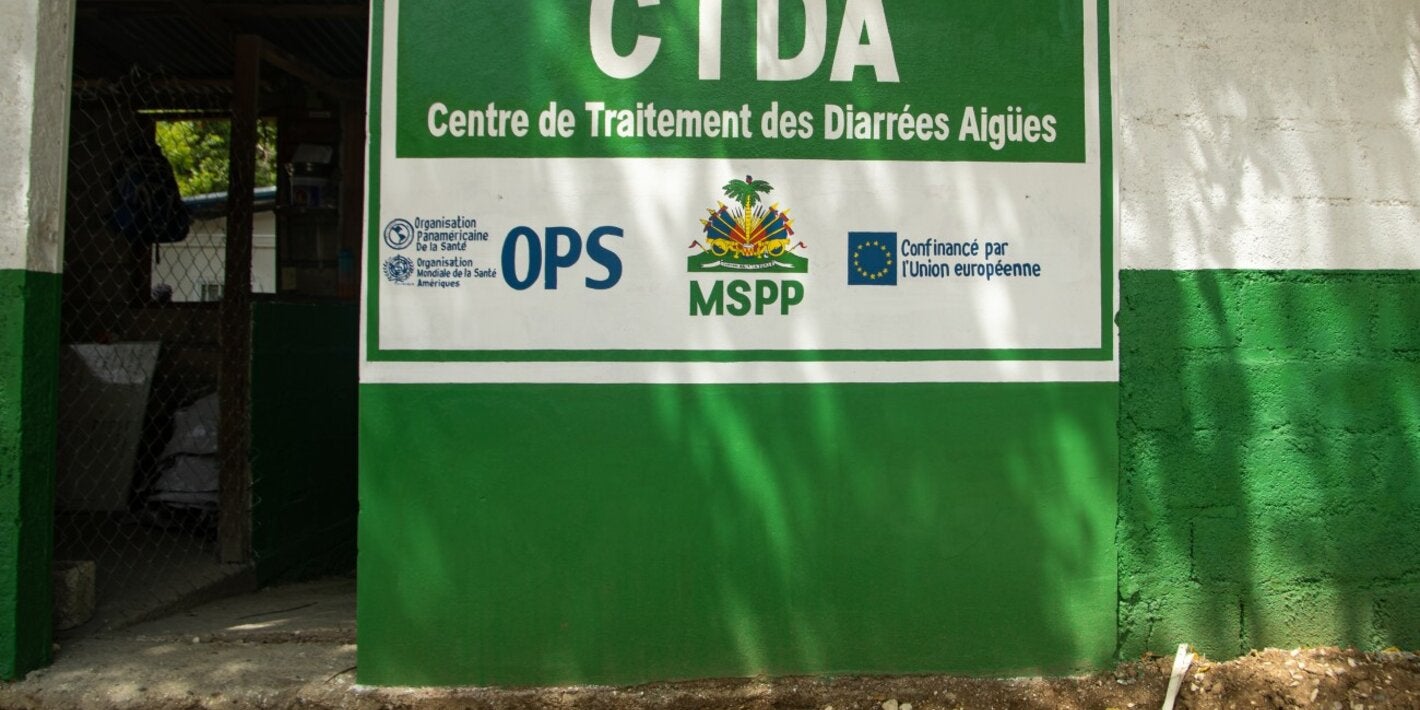 CTDA
Centre de Traitement des Diarrées Aigües
Organisation
Panaméricaine
De la Santé
Organisation
Mondiale de la Santé
Amériques
OPS
MSPP
Confinancé par
l'Union européenne